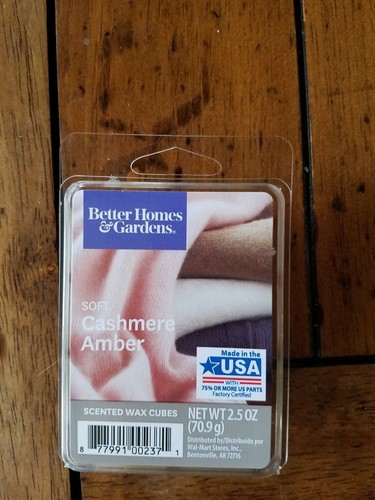 Better Homes
& Gardens®
SOFT
Cashmere
Amber
Made in the
USA
WITH
75% OR MORE US PARTS
Factory Certified
SCENTED WAX CUBES
NET WT 2.5 OZ
(70.9 g)
Distributed by/Distribuido por
Wal-Mart Stores, Inc.,
Bentonville, AR 72716
8 77991 00237 1